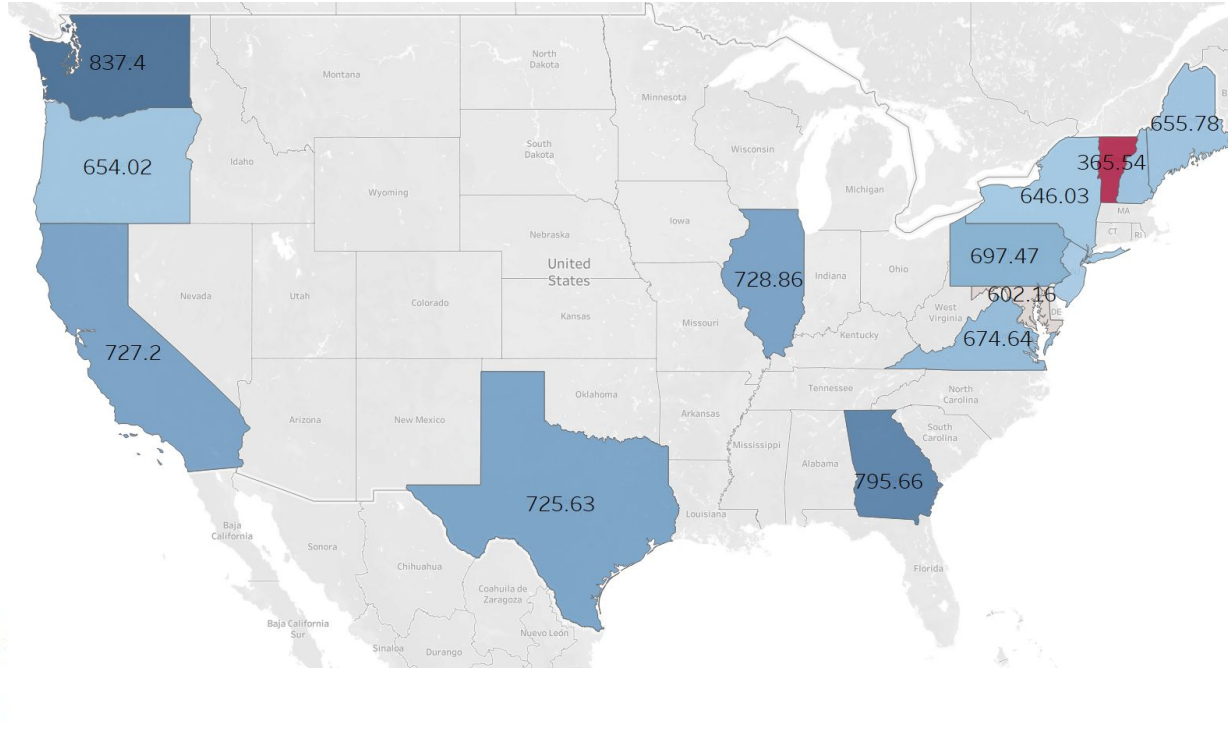 837.4
Montana
North
Dakota
Minnesota
655.78
654.02
Idaho
South
Dakota
Wisconsin
365.54
Wyoming
Michigan
646.03
MA
Iowa
CT
RI
Nebraska
United
States
697.47
728.86
Indiana
Ohio
Nevada
Utah
Colorado
602.16
Kansas
Missouri
West
Virginia
DE
Kentucky
674.64
727.2
Tennessee
North
Carolina
Oklahoma
Arizona
New Mexico
Arkansas
South
Carolina
Mississippi
Alabama
795.66
725.63
Louisiana
Baja
California
Sonora
Chihuahua
Florida
Coahuila de
Zaragoza
Baja California
Sur
Nuevo León
Sinaloa
Durango
B